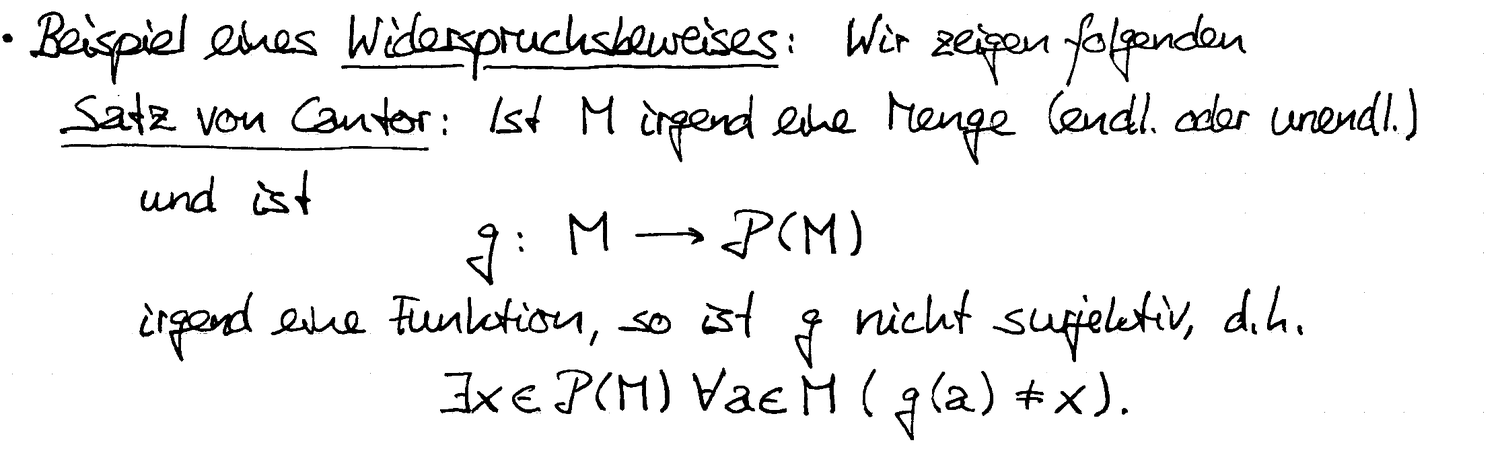 • Beispiel eines Widerspruchsbeweises: Wir zeigen folgenden
Satz von Cantor: Ist M irgend eine Menge (endl. oder unendl.)
und ist
g: M → 𝒫(M)
irgend eine Funktion, so ist g nicht surjektiv, d.h.
∃x ∈ 𝒫(M) ∀a ∈ M ( g(a) ≠ x ).